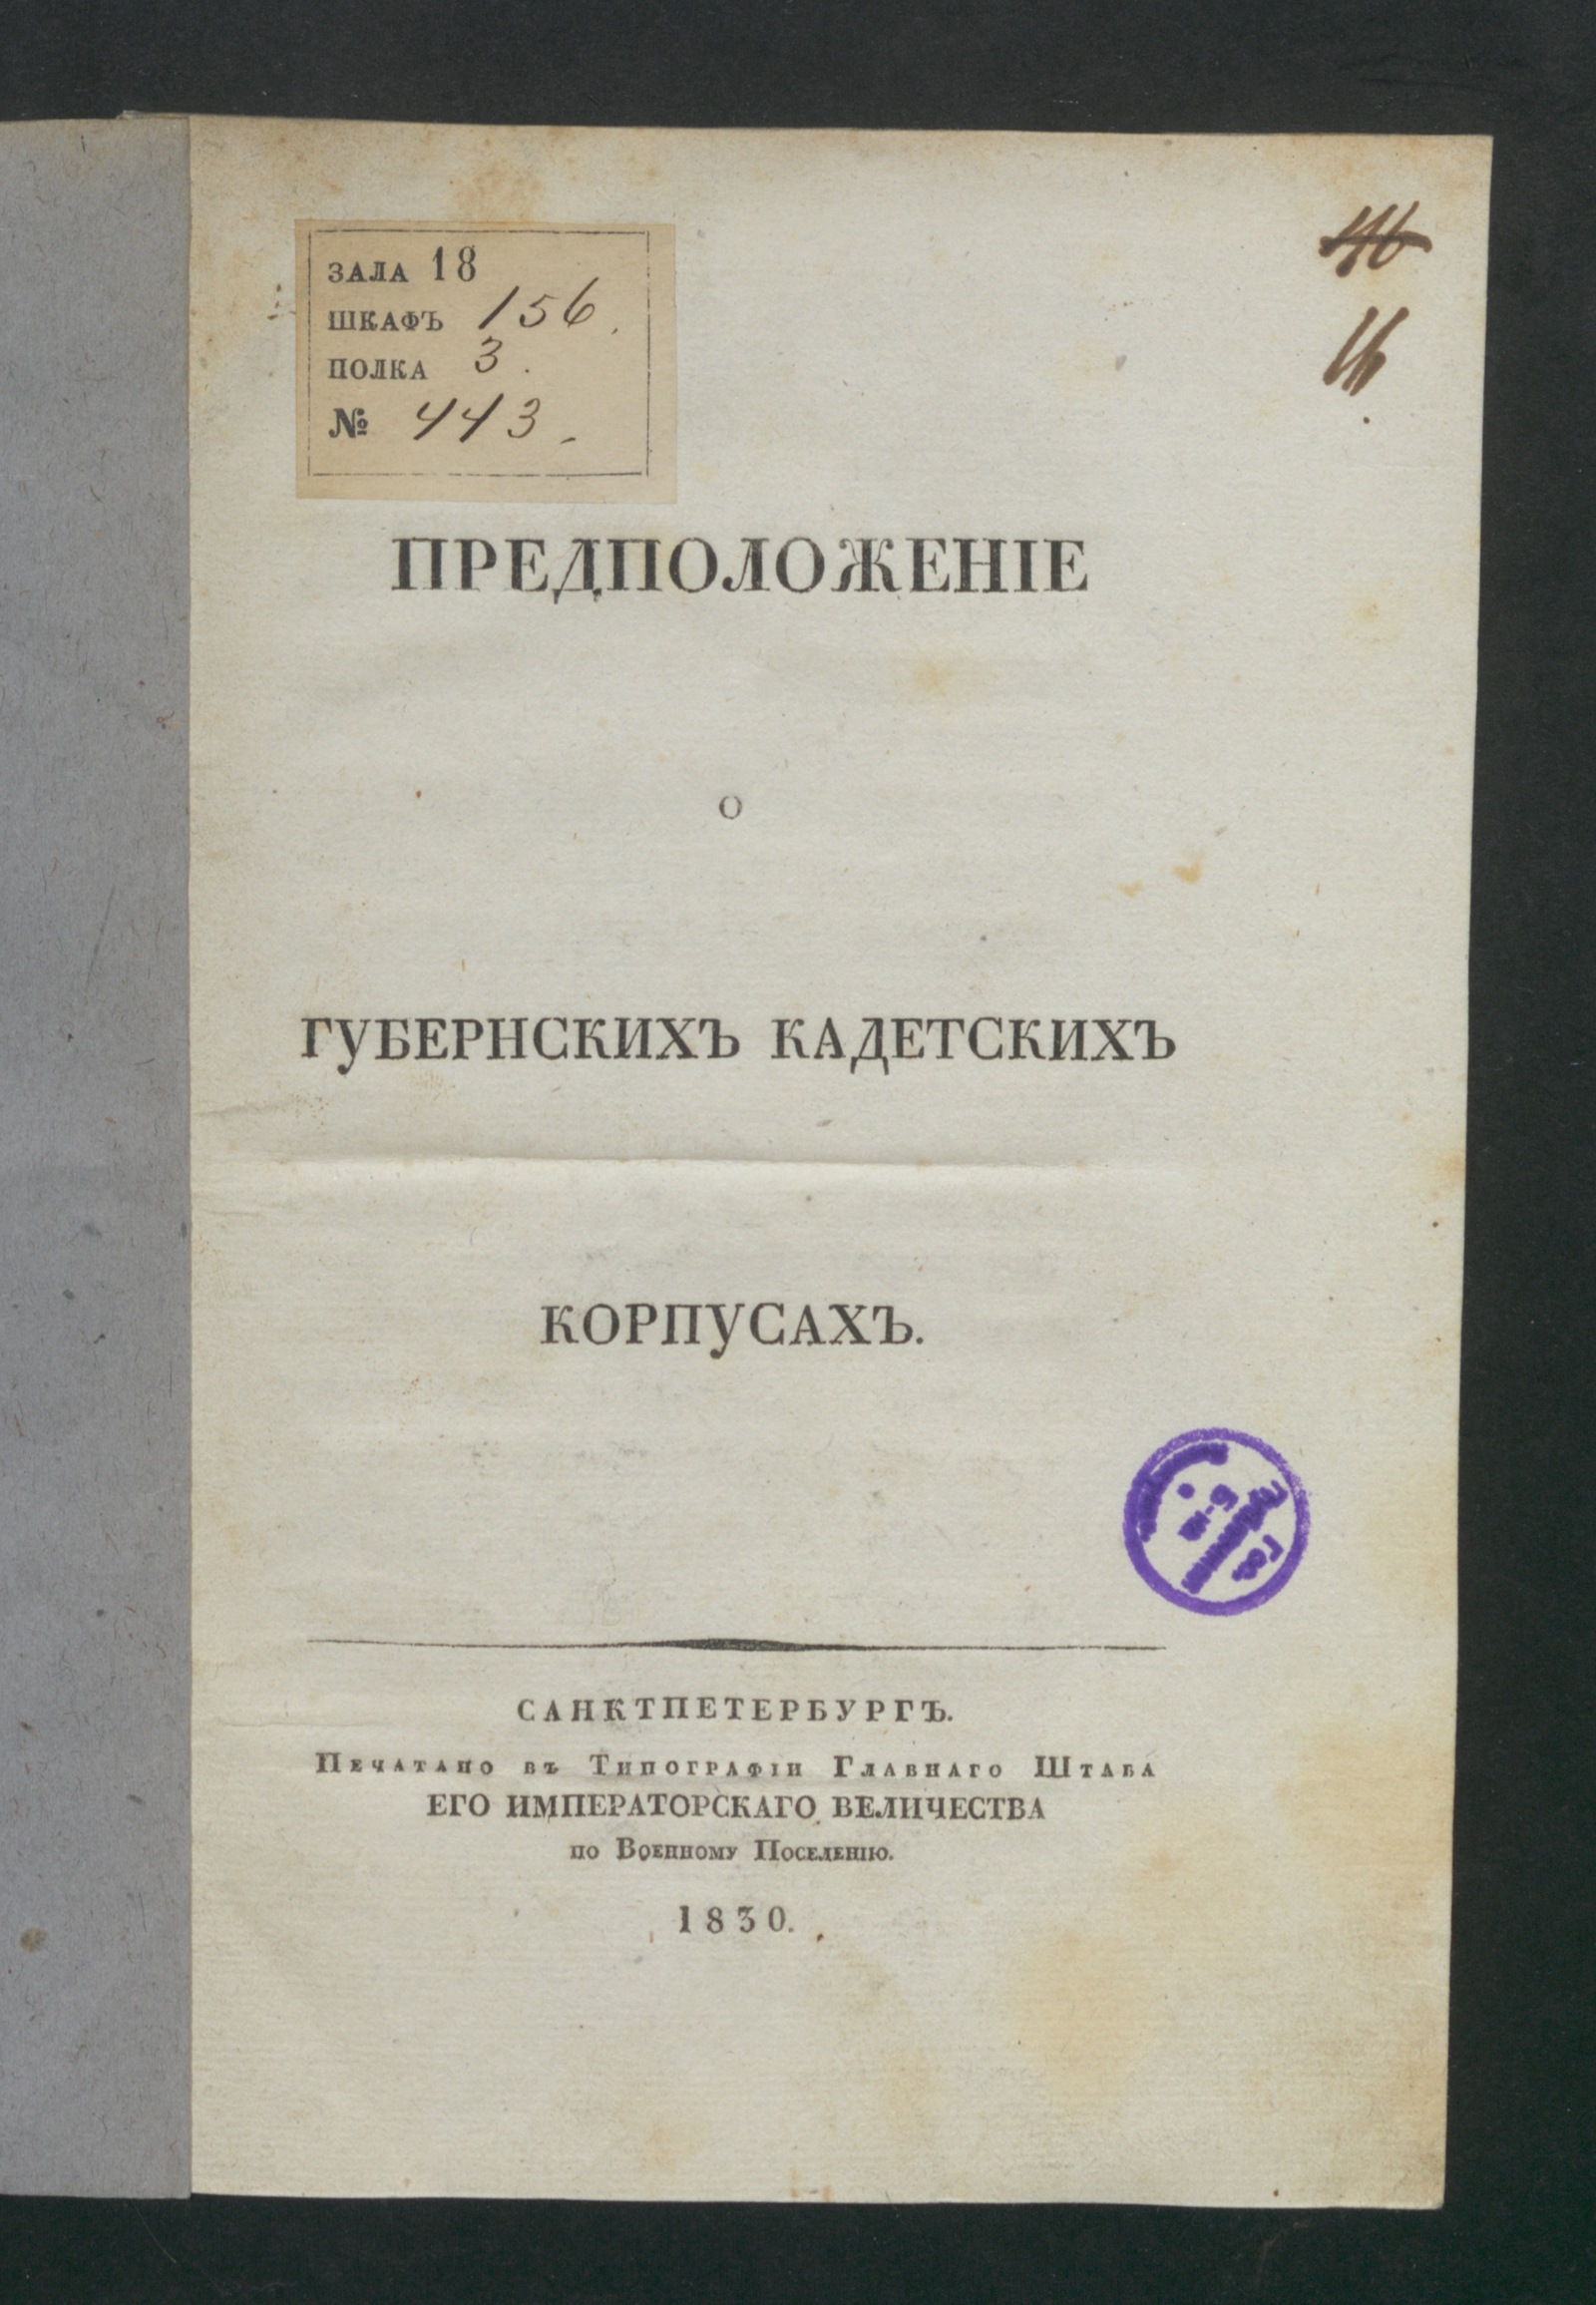 ЗАЛА 18
ШКАФЪ 156.
ПОЛКА 3.
№ 443.
ПРЕДПОЛОЖЕНІЕ
О
ГУБЕРНСКИХЪ КАДЕТСКИХЪ
КОРПУСАХЪ.
САНКТПЕТЕРБУРГЪ.
Печатано въ Типографіи Главнаго Штаба
ЕГО ИМПЕРАТОРСКАГО ВЕЛИЧЕСТВА
по Военному Поселенію.
1830.